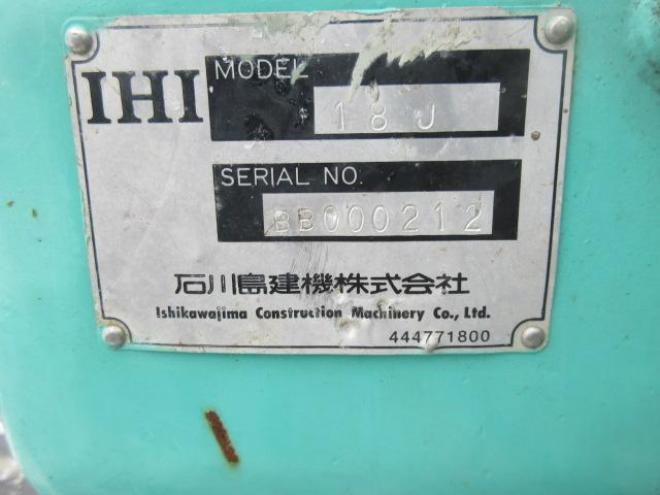 IHI
MODEL
18J
SERIAL NO.
BB000212
石川島建機株式会社
Ishikawajima Construction Machinery Co., Ltd.
444771800